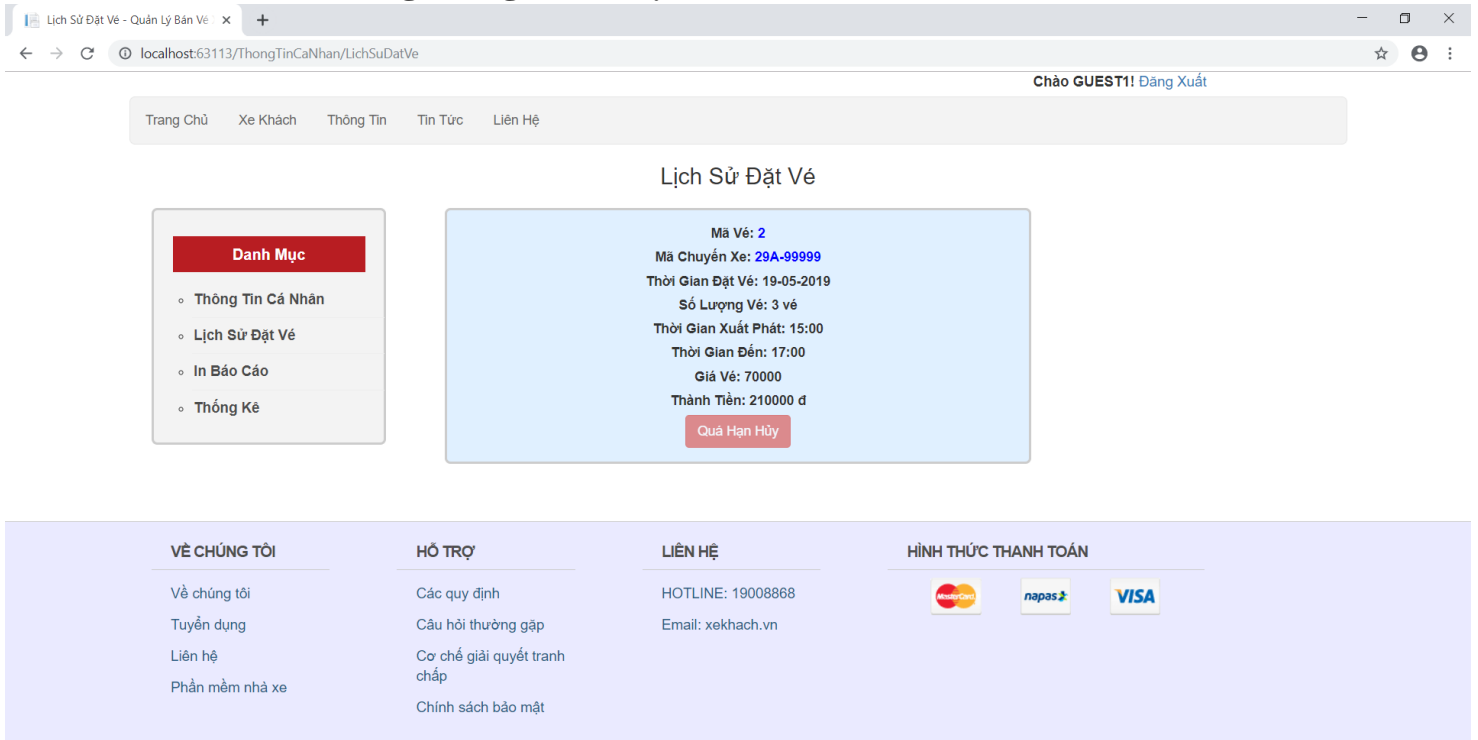 Lịch Sử Đặt Vé - Quản Lý Bán Vé
localhost:63113/ThongTinCaNhan/LichSuDatVe
Chào GUEST1! Đăng Xuất
Trang Chủ Xe Khách Thông Tin Tin Tức Liên Hệ
Lịch Sử Đặt Vé
Danh Mục
Thông Tin Cá Nhân
Lịch Sử Đặt Vé
In Báo Cáo
Thống Kê
Mã Vé: 2
Mã Chuyến Xe: 29A-99999
Thời Gian Đặt Vé: 19-05-2019
Số Lượng Vé: 3 vé
Thời Gian Xuất Phát: 15:00
Thời Gian Đến: 17:00
Giá Vé: 70000
Thành Tiền: 210000 đ
Quá Hạn Hủy
VỀ CHÚNG TÔI
Về chúng tôi
Tuyển dụng
Liên hệ
Phần mềm nhà xe
HỖ TRỢ
Các quy định
Câu hỏi thường gặp
Cơ chế giải quyết tranh
chấp
Chính sách bảo mật
LIÊN HỆ
HOTLINE: 19008868
Email: xekhach.vn
HÌNH THỨC THANH TOÁN
MasterCard napas VISA